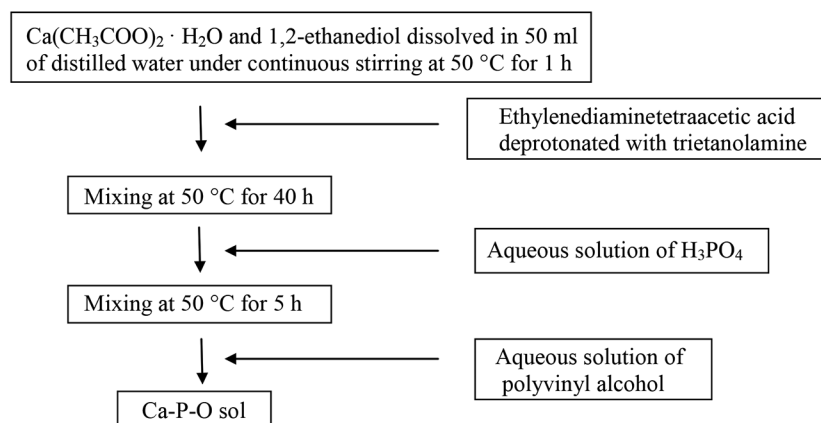 Ca(CH₃COO)₂ · H₂O and 1,2-ethanediol dissolved in 50 ml
of distilled water under continuous stirring at 50 °C for 1 h
Ethylenediaminetetraacetic acid
deprotonated with trietanolamine
Mixing at 50 °C for 40 h
Aqueous solution of H₃PO₄
Mixing at 50 °C for 5 h
Aqueous solution of
polyvinyl alcohol
Ca-P-O sol